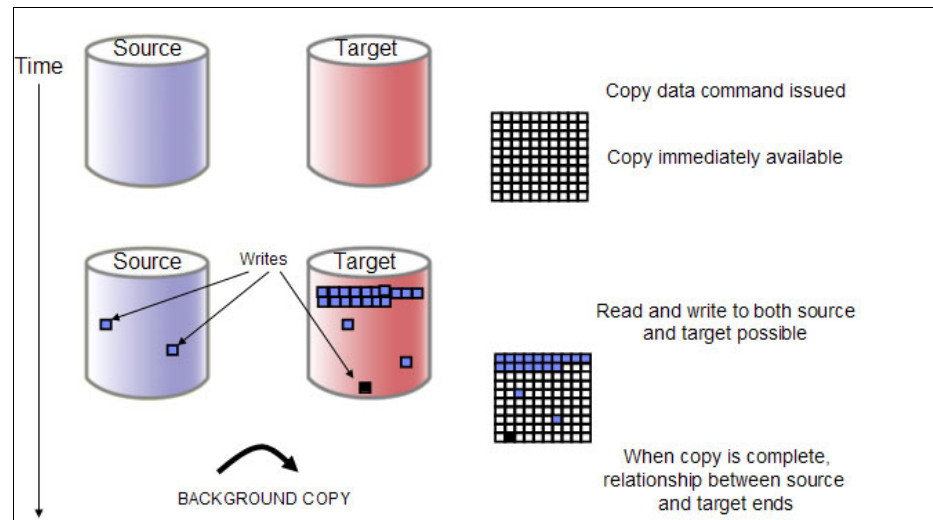 Source
Target
Time
Copy data command issued
Copy immediately available
Source
Writes
Target
Read and write to both source
and target possible
When copy is complete,
relationship between source
and target ends
BACKGROUND COPY